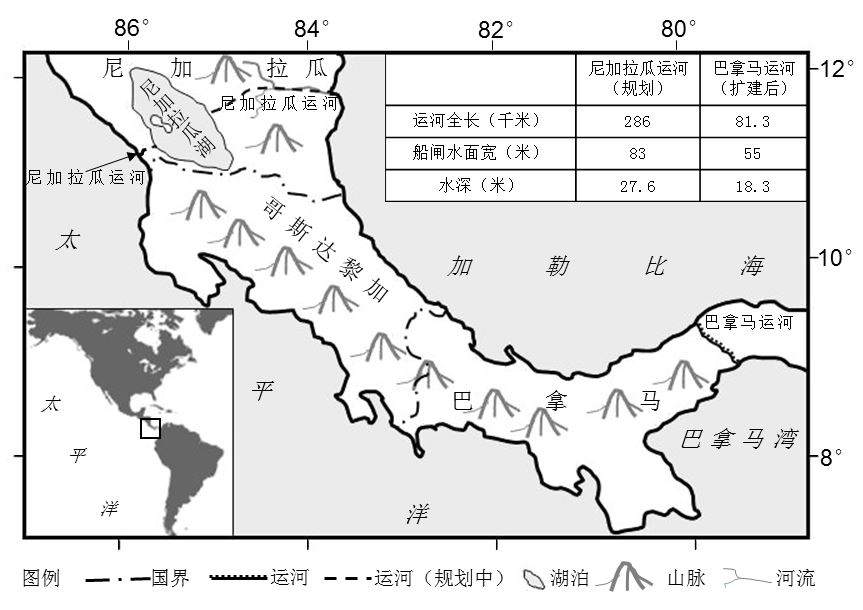 86° 84° 82° 80°
12°
10°
8°
尼加拉瓜
尼加拉瓜湖
尼加拉瓜运河
尼加拉瓜运河
尼加拉瓜运河（规划） 巴拿马运河（扩建后）
运河全长（千米） 286 81.3
船闸水面宽（米） 83 55
水深（米） 27.6 18.3
哥斯达黎加
太平洋
加勒比海
巴拿马运河
巴拿马
巴拿马湾
太平洋
图例 国界 运河 运河（规划中） 湖泊 山脉 河流